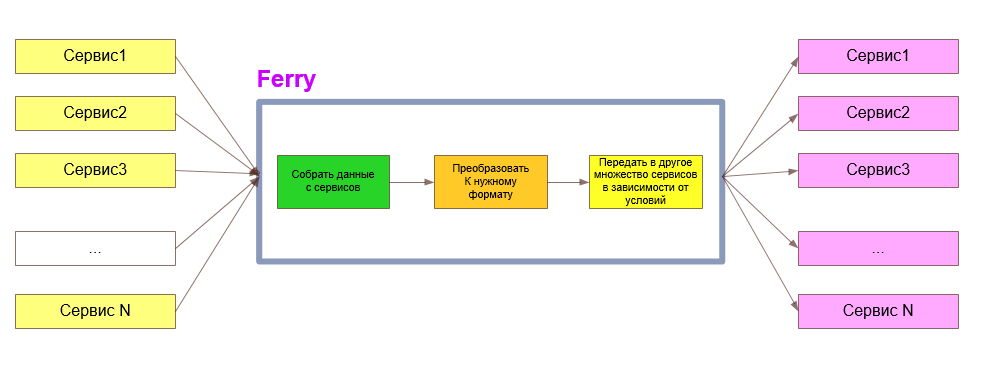 Сервис1
Сервис2
Сервис3
...
Сервис N
Ferry
Собрать данные
с сервисов
Преобразовать
К нужному
формату
Передать в другое
множество сервисов
в зависимости от
условий
Сервис1
Сервис2
Сервис3
...
Сервис N